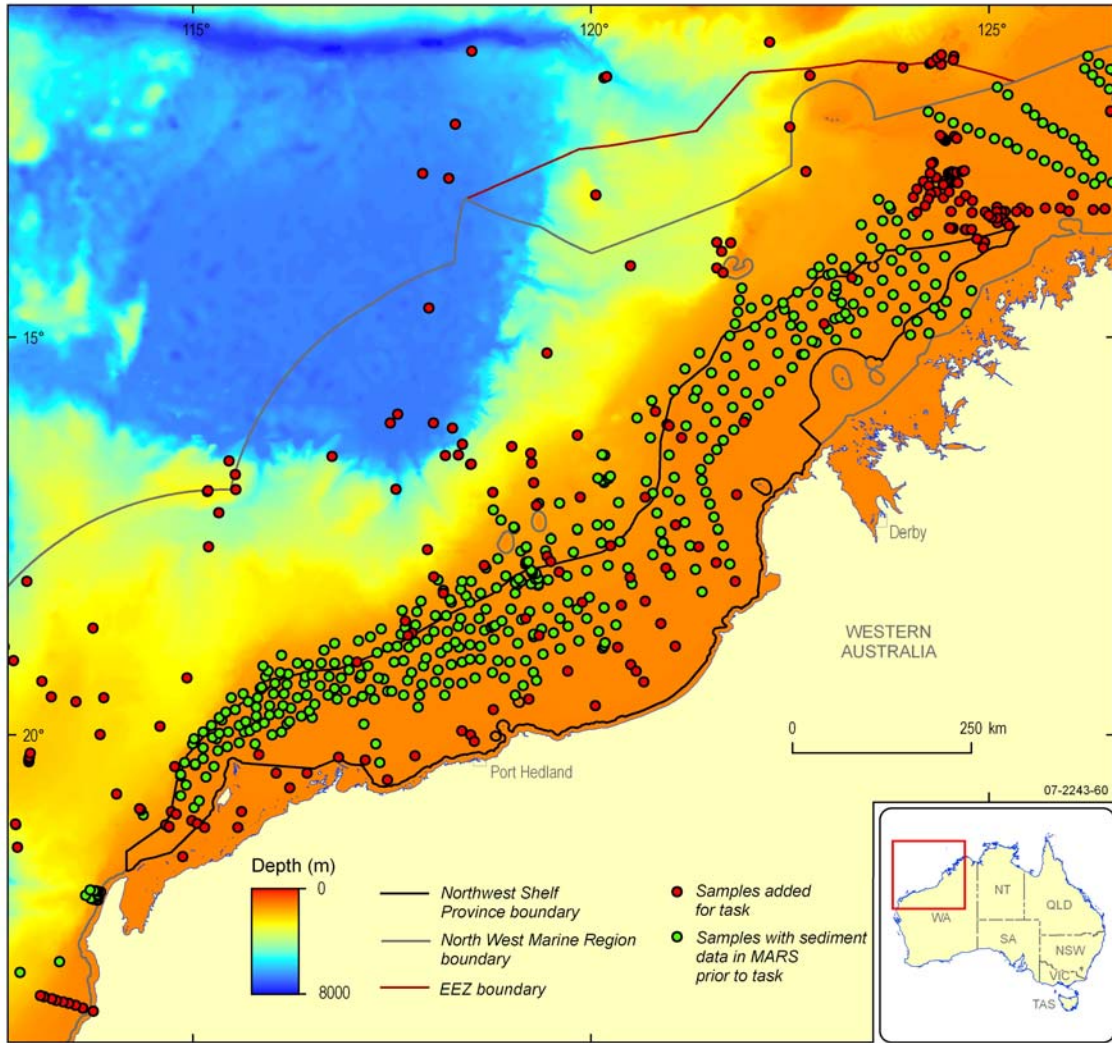 115°
120°
125°
15°
20°
Derby
WESTERN
AUSTRALIA
0
250 km
Port Hedland
07-2243-60
Depth (m)
0
8000
Northwest Shelf
Province boundary
North West Marine Region
boundary
EEZ boundary
Samples added
for task
Samples with sediment
data in MARS
prior to task
NT
QLD
WA
SA
NSW
VIC
TAS